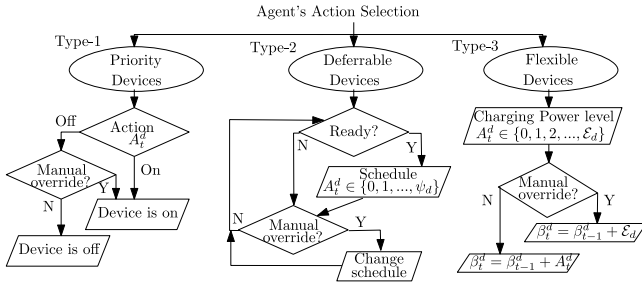 Agent's Action Selection
Type-1
Priority
Devices
Off
Action
A_t^d
On
Manual
override?
Y
N
Device is on
Device is off
Type-2
Deferrable
Devices
Ready?
N
Y
Schedule
A_t^d ∈ {0, 1, ..., ψ_d}
Manual
override?
N
Y
Change
schedule
Type-3
Flexible
Devices
Charging Power level
A_t^d ∈ {0, 1, 2, ..., ℰ_d}
Manual
override?
N
Y
β_t^d = β_{t-1}^d + ℰ_d
β_t^d = β_{t-1}^d + A_t^d